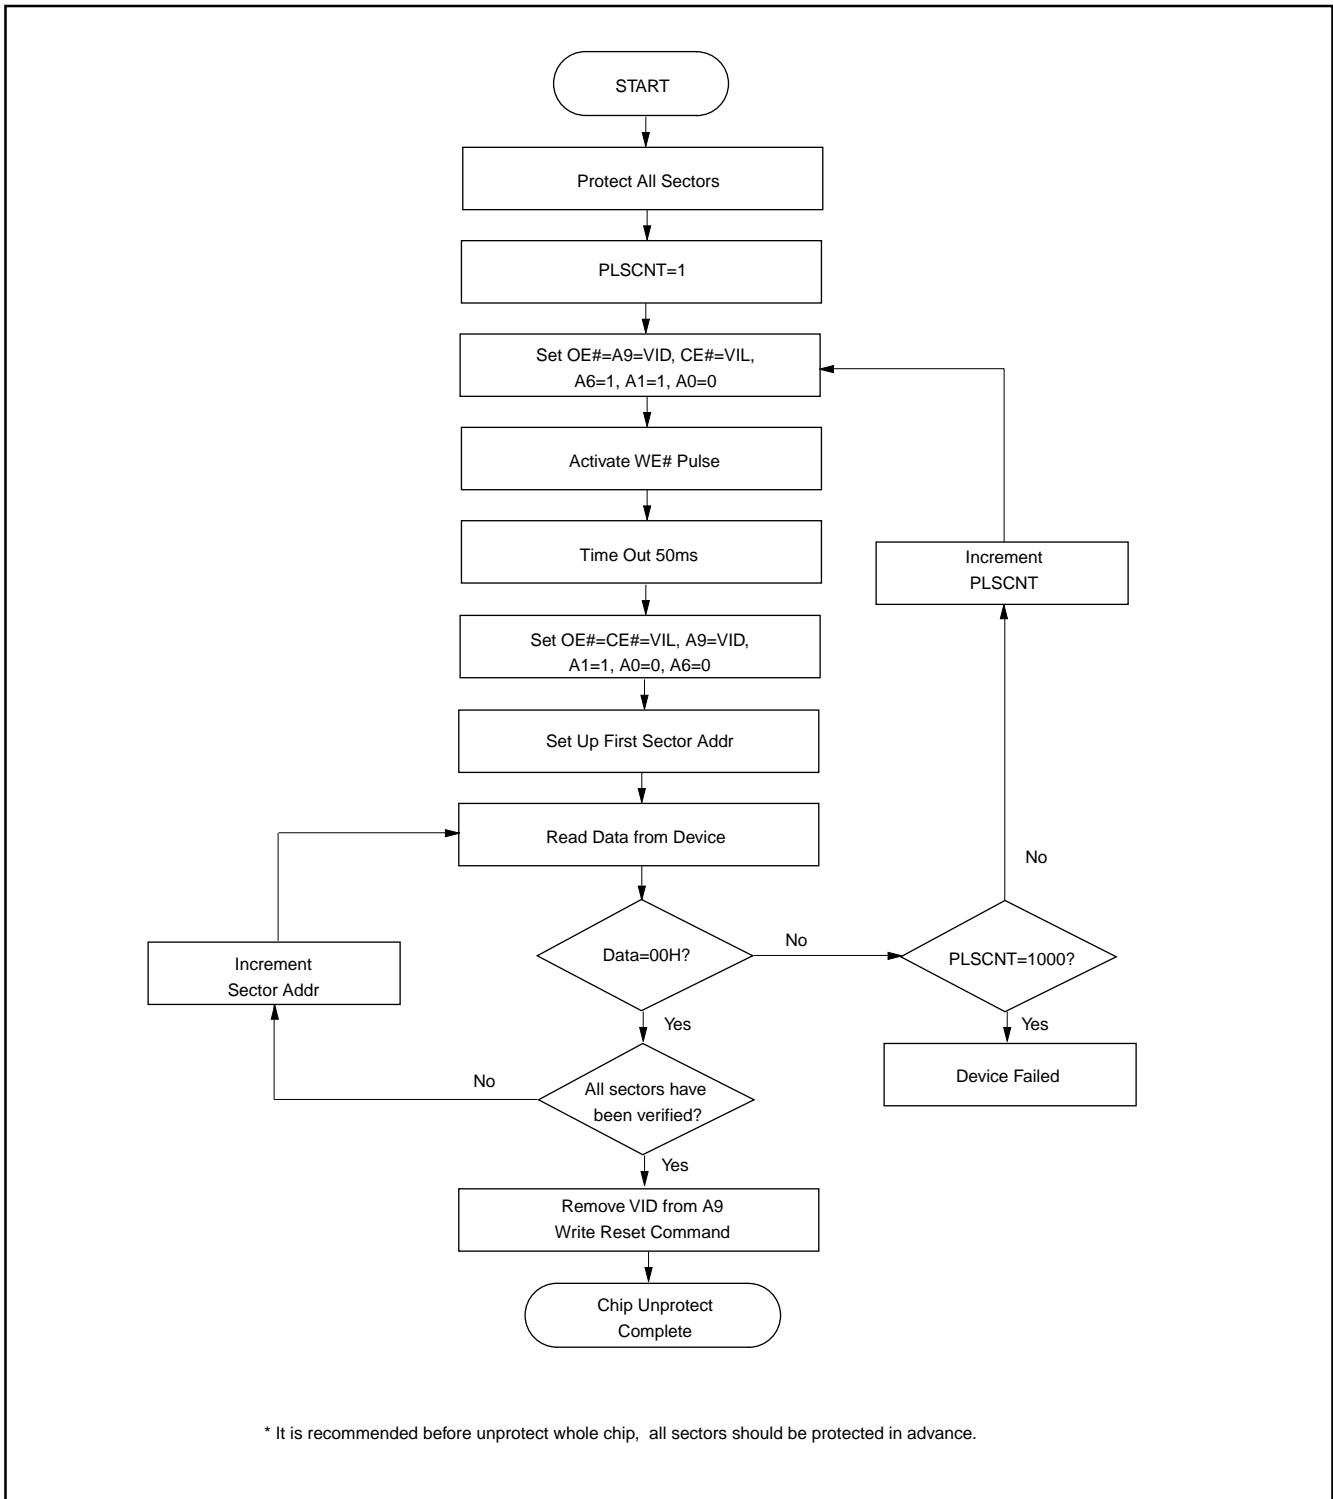 START
Protect All Sectors
PLSCNT=1
Set OE#=A9=VID, CE#=VIL,
A6=1, A1=1, A0=0
Activate WE# Pulse
Time Out 50ms
Increment
PLSCNT
Set OE#=CE#=VIL, A9=VID,
A1=1, A0=0, A6=0
Set Up First Sector Addr
Read Data from Device
No
Data=00H?
No
PLSCNT=1000?
Increment
Sector Addr
Yes
Yes
Device Failed
No
All sectors have
been verified?
Yes
Remove VID from A9
Write Reset Command
Chip Unprotect
Complete
* It is recommended before unprotect whole chip, all sectors should be protected in advance.